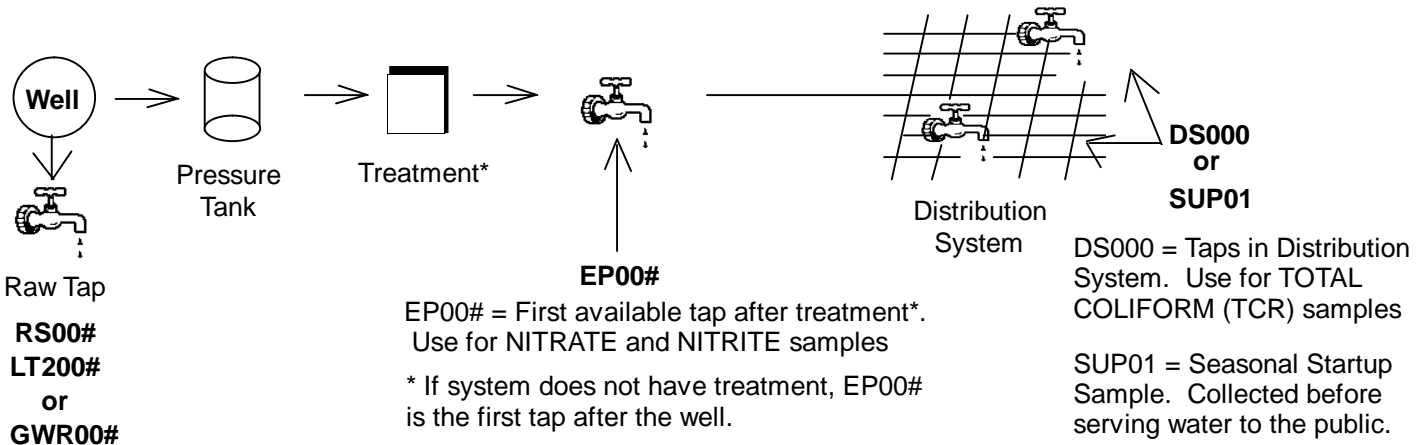 Well
Raw Tap
RS00#
LT200#
or
GWR00#
Pressure
Tank
Treatment*
EP00#
EP00# = First available tap after treatment*.
Use for NITRATE and NITRITE samples
* If system does not have treatment, EP00#
is the first tap after the well.
Distribution
System
DS000
or
SUP01
DS000 = Taps in Distribution
System. Use for TOTAL
COLIFORM (TCR) samples
SUP01 = Seasonal Startup
Sample. Collected before
serving water to the public.